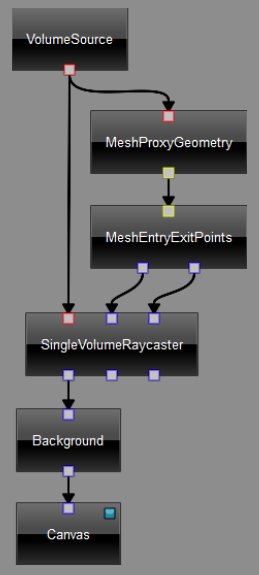 VolumeSource
MeshProxyGeometry
MeshEntryExitPoints
SingleVolumeRaycaster
Background
Canvas